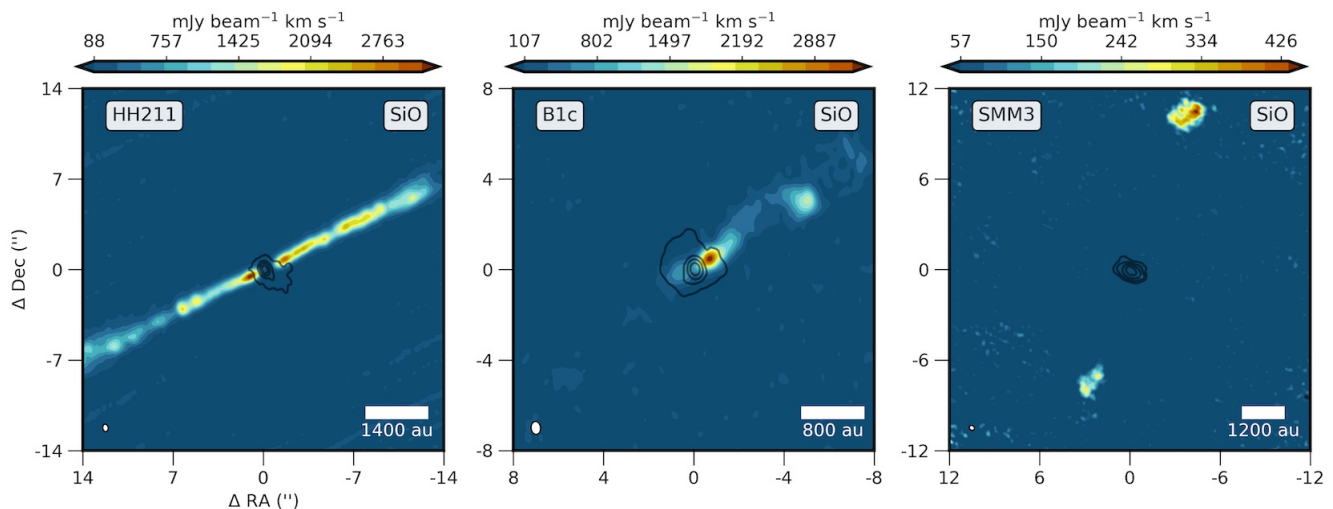 mJy beam⁻¹ km s⁻¹
88 757 1425 2094 2763
14
7
0
-7
-14
14 7 0 -7 -14
Δ Dec ('')
Δ RA ('')
HH211
SiO
1400 au
mJy beam⁻¹ km s⁻¹
107 802 1497 2192 2887
8
4
0
-4
-8
8 4 0 -4 -8
B1c
SiO
800 au
mJy beam⁻¹ km s⁻¹
57 150 242 334 426
12
6
0
-6
-12
12 6 0 -6 -12
SMM3
SiO
1200 au